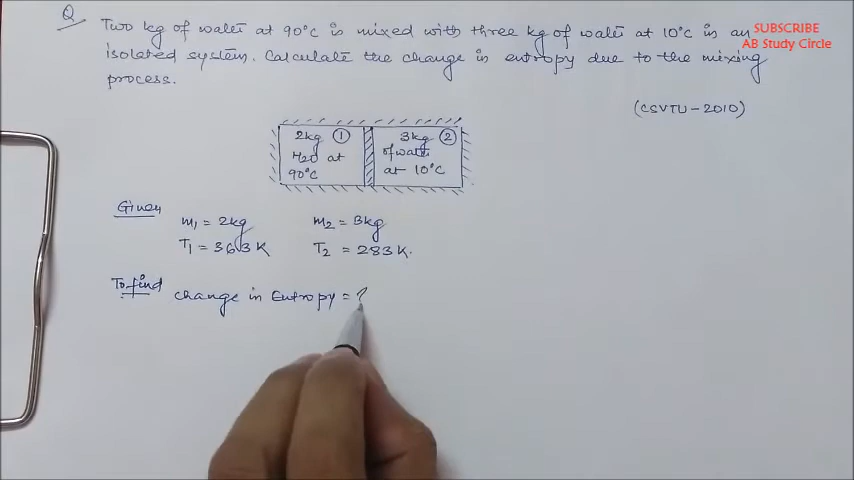 Q Two kg of water at 90°c is mixed with three kg of water at 10°c in an
isolated system. Calculate the change in entropy due to the mixing
process.
SUBSCRIBE
AB Study Circle
(CSVTU-2010)
2kg ①
H2O at
90°C
3kg ②
of water
at 10°C
Given
m1 = 2kg m2 = 3kg
T1 = 363K T2 = 283K.
To find change in Entropy = ?